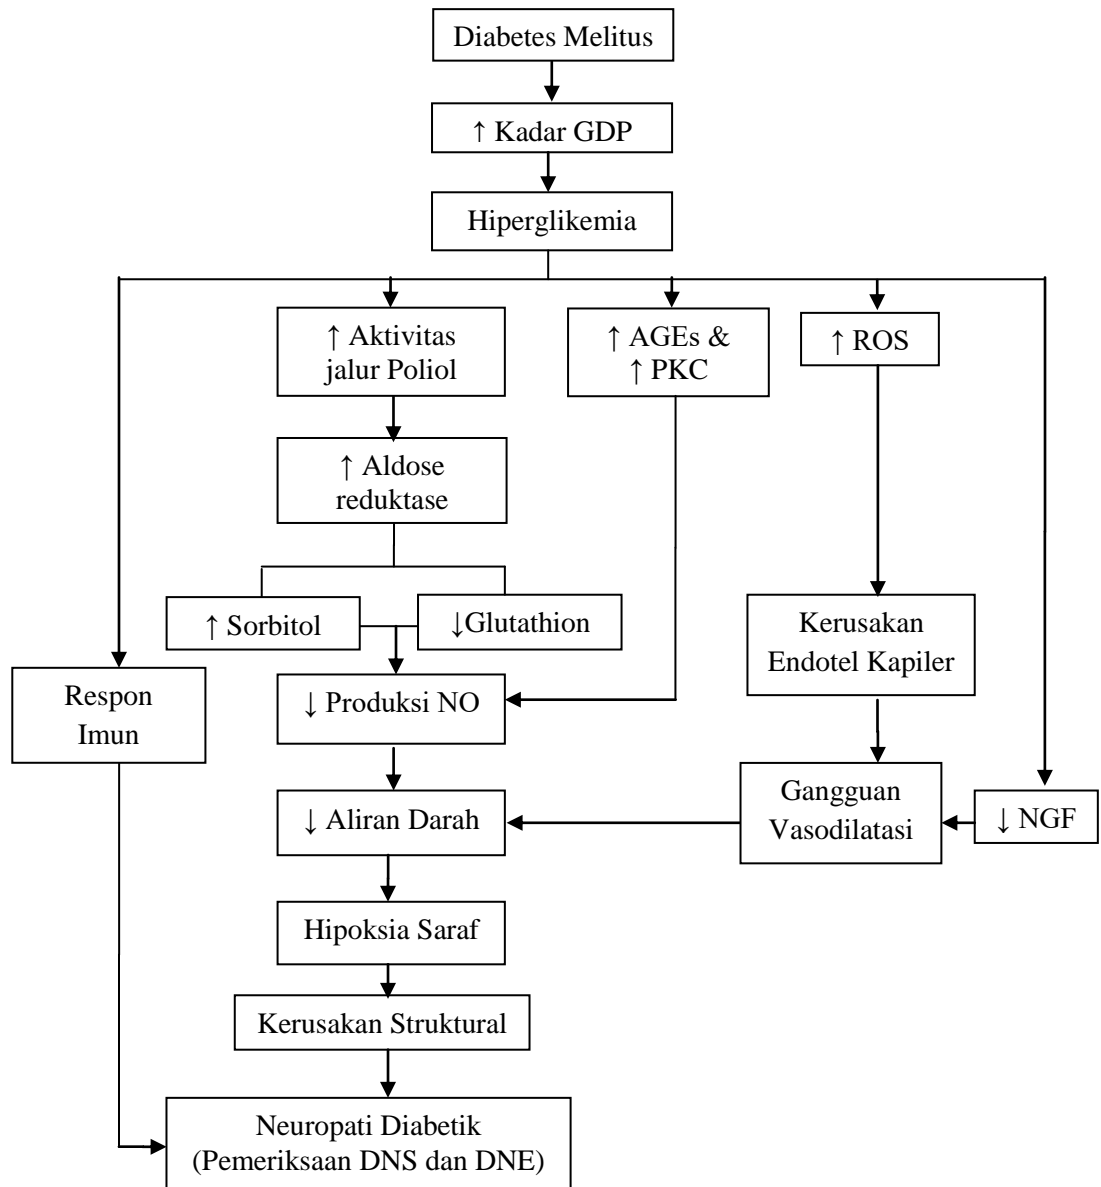 Diabetes Melitus
↑ Kadar GDP
Hiperglikemia
↑ Aktivitas
jalur Poliol
↑ AGEs &
↑ PKC
↑ ROS
↑ Aldose
reduktase
↑ Sorbitol
↓Glutathion
Kerusakan
Endotel Kapiler
Respon
Imun
↓ Produksi NO
↓ Aliran Darah
Gangguan
Vasodilatasi
↓ NGF
Hipoksia Saraf
Kerusakan Struktural
Neuropati Diabetik
(Pemeriksaan DNS dan DNE)